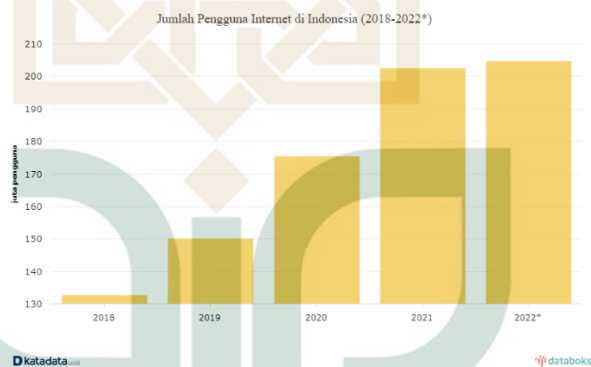 Jumlah Pengguna Internet di Indonesia (2018-2022*)
210
200
190
180
170
160
150
140
130
juta pengguna
2018 2019 2020 2021 2022*
katadata
databoks